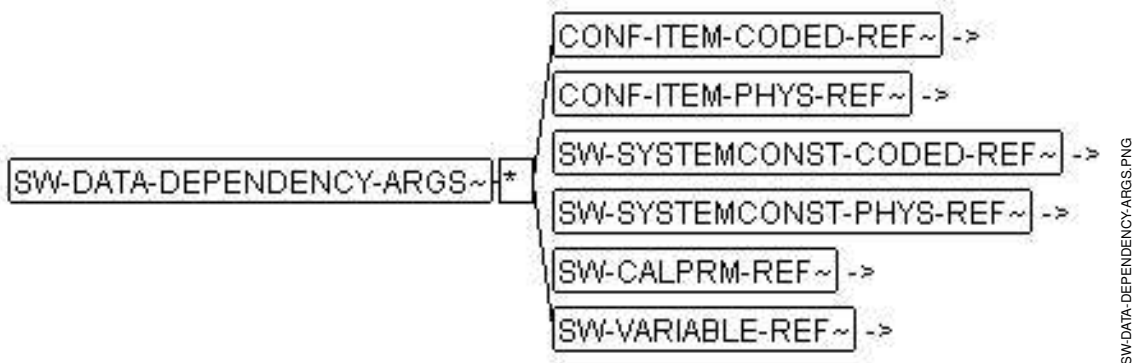 CONF-ITEM-CODED-REF~ ->
CONF-ITEM-PHYS-REF~ ->
SW-SYSTEMCONST-CODED-REF~ ->
SW-DATA-DEPENDENCY-ARGS~ *
SW-SYSTEMCONST-PHYS-REF~ ->
SW-CALPRM-REF~ ->
SW-VARIABLE-REF~ ->
SW-DATA-DEPENDENCY-ARGS.PNG